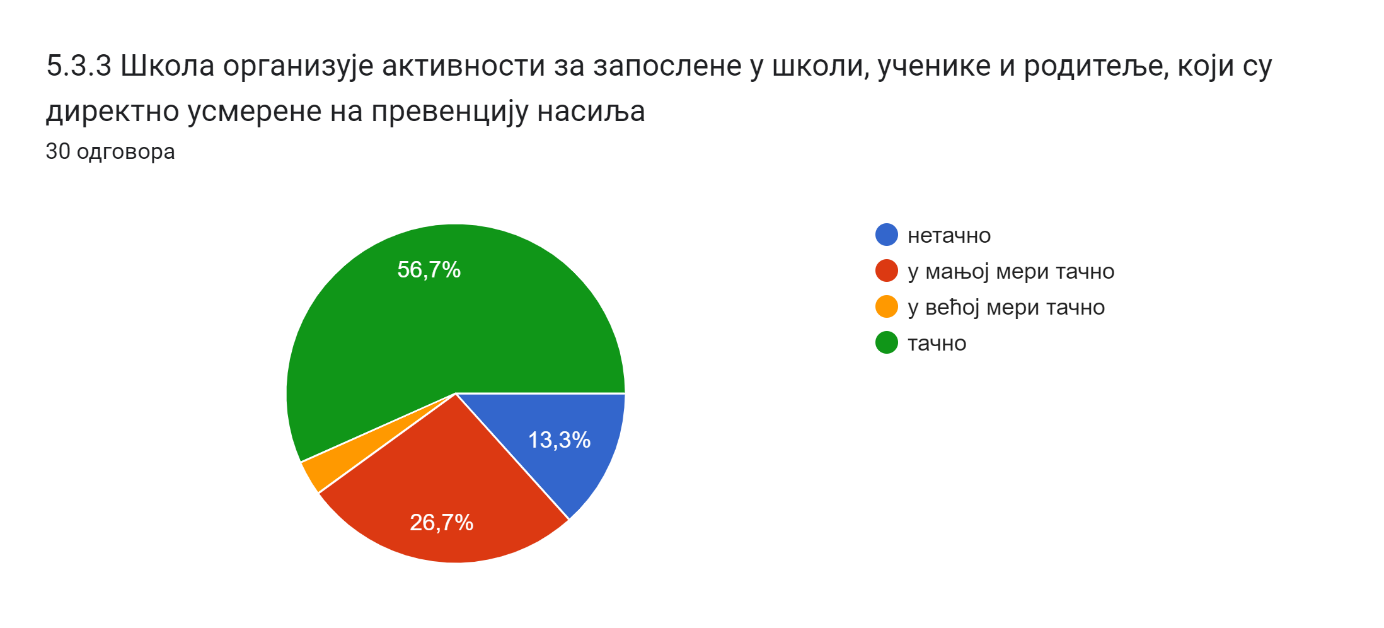 5.3.3 Школа организује активности за запослене у школи, ученике и родитеље, који су
директно усмерене на превенцију насиља
30 одговора
56,7%
13,3%
26,7%
нетачно
у мањој мери тачно
у већој мери тачно
тачно